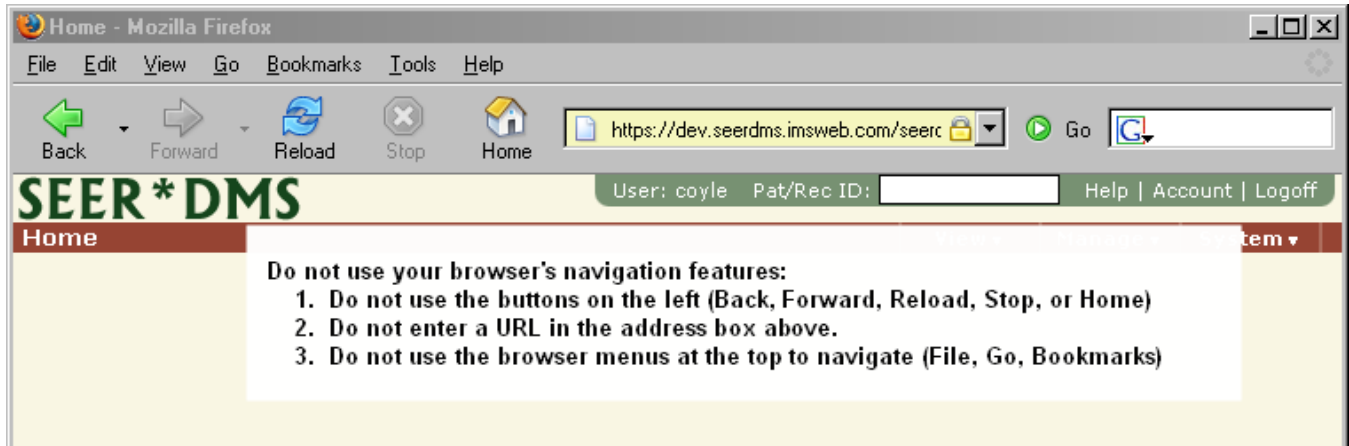 Home - Mozilla Firefox
File Edit View Go Bookmarks Tools Help
https://dev.seerdms.imsweb.com/seerc Go G
Back Forward Reload Stop Home
SEER*DMS User: coyle Pat/Rec ID: Help | Account | Logoff
Home View Manage System
Do not use your browser's navigation features:
1. Do not use the buttons on the left (Back, Forward, Reload, Stop, or Home)
2. Do not enter a URL in the address box above.
3. Do not use the browser menus at the top to navigate (File, Go, Bookmarks)